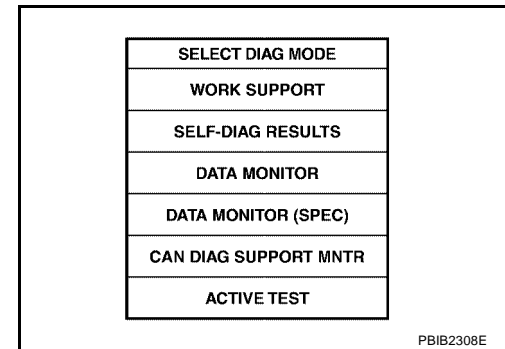 SELECT DIAG MODE
WORK SUPPORT
SELF-DIAG RESULTS
DATA MONITOR
DATA MONITOR (SPEC)
CAN DIAG SUPPORT MNTR
ACTIVE TEST
PBIB2308E